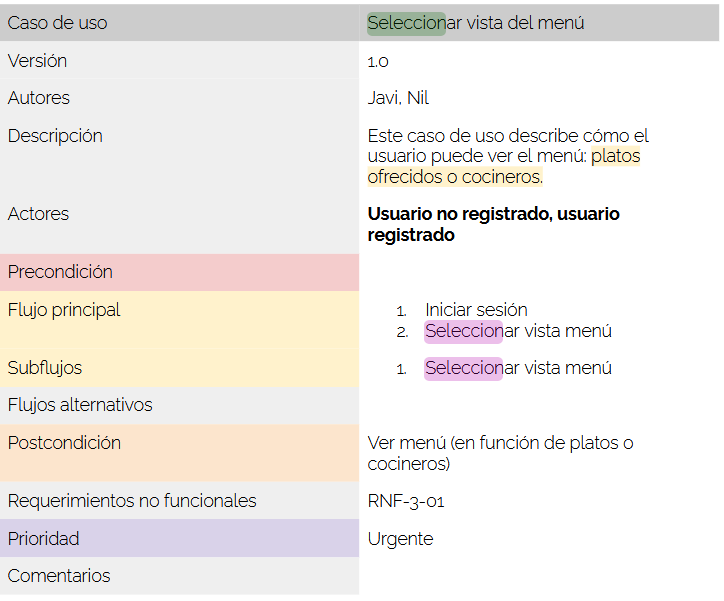 Caso de uso Seleccionar vista del menú
Versión 1.0
Autores Javi, Nil
Descripción Este caso de uso describe cómo el
usuario puede ver el menú: platos
ofrecidos o cocineros.
Actores Usuario no registrado, usuario
registrado
Precondición
Flujo principal 1. Iniciar sesión
2. Seleccionar vista menú
Subflujos 1. Seleccionar vista menú
Flujos alternativos
Postcondición Ver menú (en función de platos o
cocineros)
Requerimientos no funcionales RNF-3-01
Prioridad Urgente
Comentarios